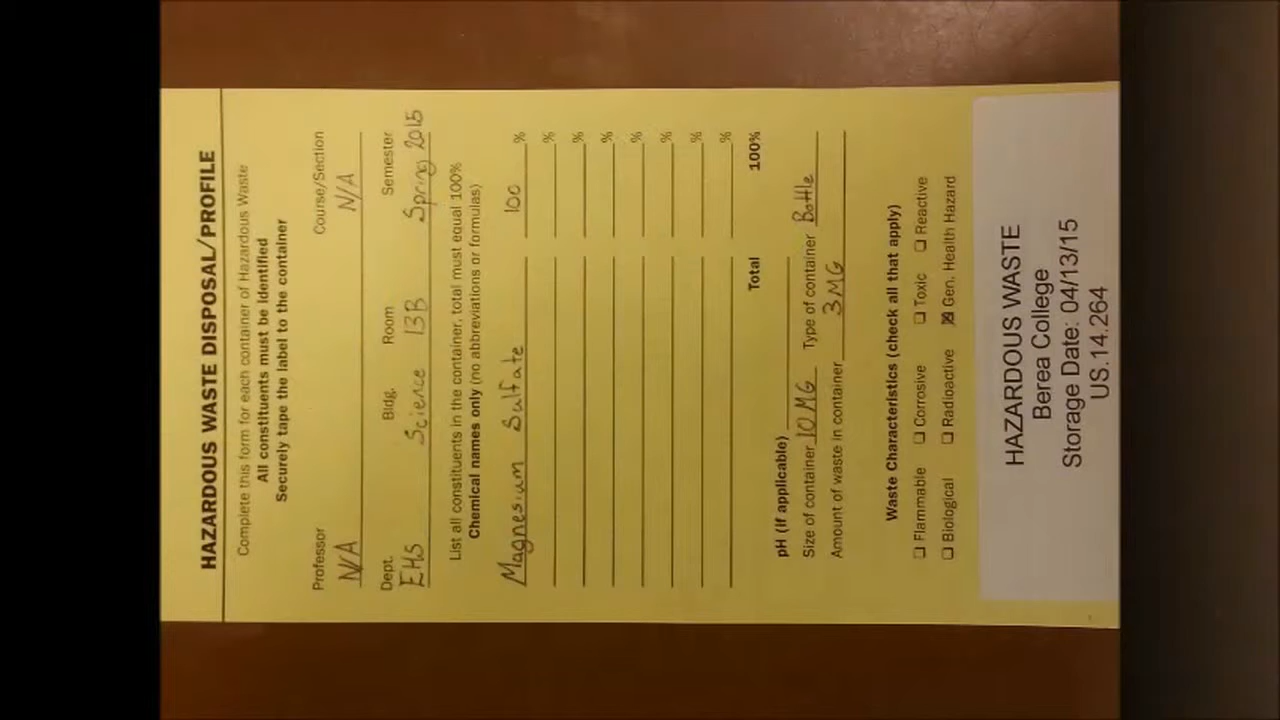 HAZARDOUS WASTE DISPOSAL/PROFILE
Complete this form for each container of Hazardous Waste
All constituents must be identified
Securely tape the label to the container
Professor Course/Section
N/A N/A
Dept. Bldg. Room Semester
EHS Science 13B Spring 2015
List all constituents in the container, total must equal 100%
Chemical names only (no abbreviations or formulas)
Magnesium Sulfate 100 %
%
%
%
%
%
%
%
Total 100%
pH (if applicable)
Size of container 10 MG Type of container Bottle
Amount of waste in container 3 MG
Waste Characteristics (check all that apply)
☐ Flammable ☐ Corrosive ☐ Toxic ☐ Reactive
☐ Biological ☐ Radioactive ☒ Gen. Health Hazard
HAZARDOUS WASTE
Berea College
Storage Date: 04/13/15
US.14.264